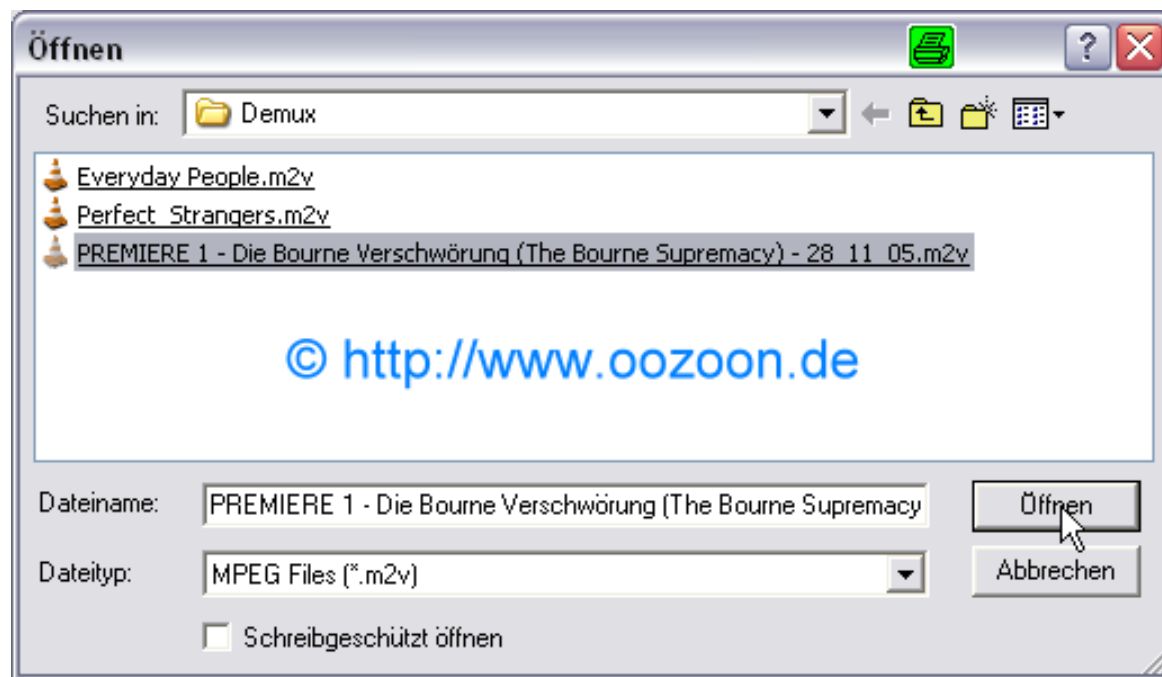 Öffnen
?
Suchen in: Demux
Everyday People.m2v
Perfect_Strangers.m2v
PREMIERE 1 - Die Bourne Verschwörung (The Bourne Supremacy) - 28_11_05.m2v
© http://www.oozoon.de
Dateiname: PREMIERE 1 - Die Bourne Verschwörung (The Bourne Supremacy Öffnen
Dateityp: MPEG Files (*.m2v) Abbrechen
Schreibgeschützt öffnen